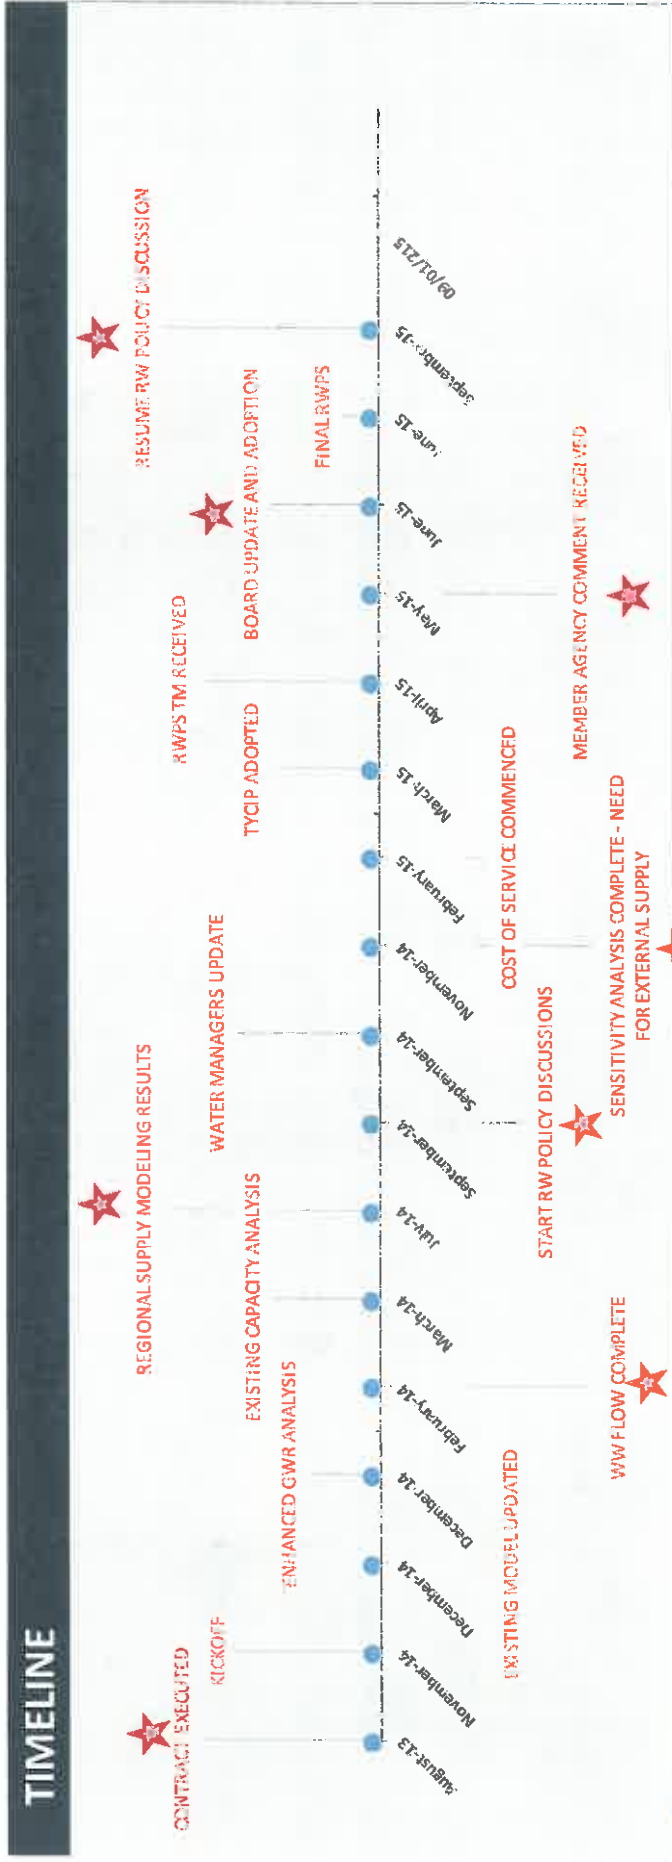 TIMELINE
CONTRACT EXECUTED
KICKOFF
ENHANCED GWR ANALYSIS
EXISTING CAPACITY ANALYSIS
REGIONAL SUPPLY MODELING RESULTS
WATER MANAGERS UPDATE
TYCIP ADOPTED
RWPS TM RECEIVED
BOARD UPDATE AND ADOPTION
FINAL RWPS
RESUME RW POLICY DISCUSSION
August-13
November-14
December-14
December-14
February-14
March-14
July-14
September-14
September-14
November-14
February-15
March-15
April-15
May-15
June-15
June-15
September-15
09/01/215
EXISTING MODEL UPDATED
WW FLOW COMPLETE
START RW POLICY DISCUSSIONS
COST OF SERVICE COMMENCED
SENSITIVITY ANALYSIS COMPLETE - NEED
FOR EXTERNAL SUPPLY
MEMBER AGENCY COMMENT RECEIVED